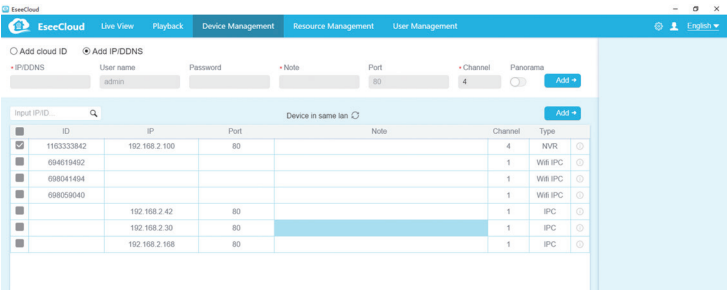 EseeCloud
EseeCloud Live View Playback Device Management Resource Management User Management English
Add cloud ID Add IP/DDNS
* IP/DDNS User name Password * Note Port * Channel Panorama
admin 80 4 Add
Input IP/ID... Device in same lan Add
ID IP Port Note Channel Type
1163333842 192.168.2.100 80 4 NVR
694619492 1 Wifi IPC
698041494 1 Wifi IPC
698059040 1 Wifi IPC
192.168.2.42 80 1 IPC
192.168.2.30 80 1 IPC
192.168.2.168 80 1 IPC